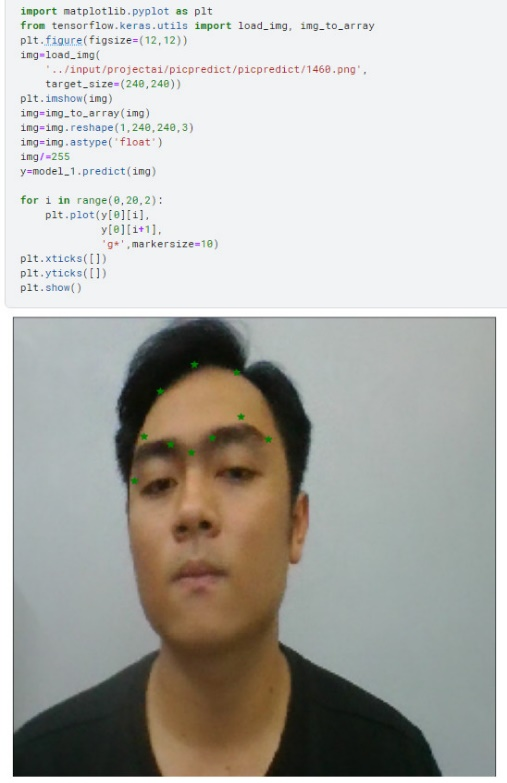 import matplotlib.pyplot as plt
from tensorflow.keras.utils import load_img, img_to_array
plt.figure(figsize=(12,12))
img=load_img(
    '../input/projectai/picpredict/picpredict/1460.png',
    target_size=(240,240))
plt.imshow(img)
img=img_to_array(img)
img=img.reshape(1,240,240,3)
img=img.astype('float')
img/=255
y=model_1.predict(img)

for i in range(0,20,2):
    plt.plot(y[0][i],
             y[0][i+1],
             'g*',markersize=10)
plt.xticks([])
plt.yticks([])
plt.show()